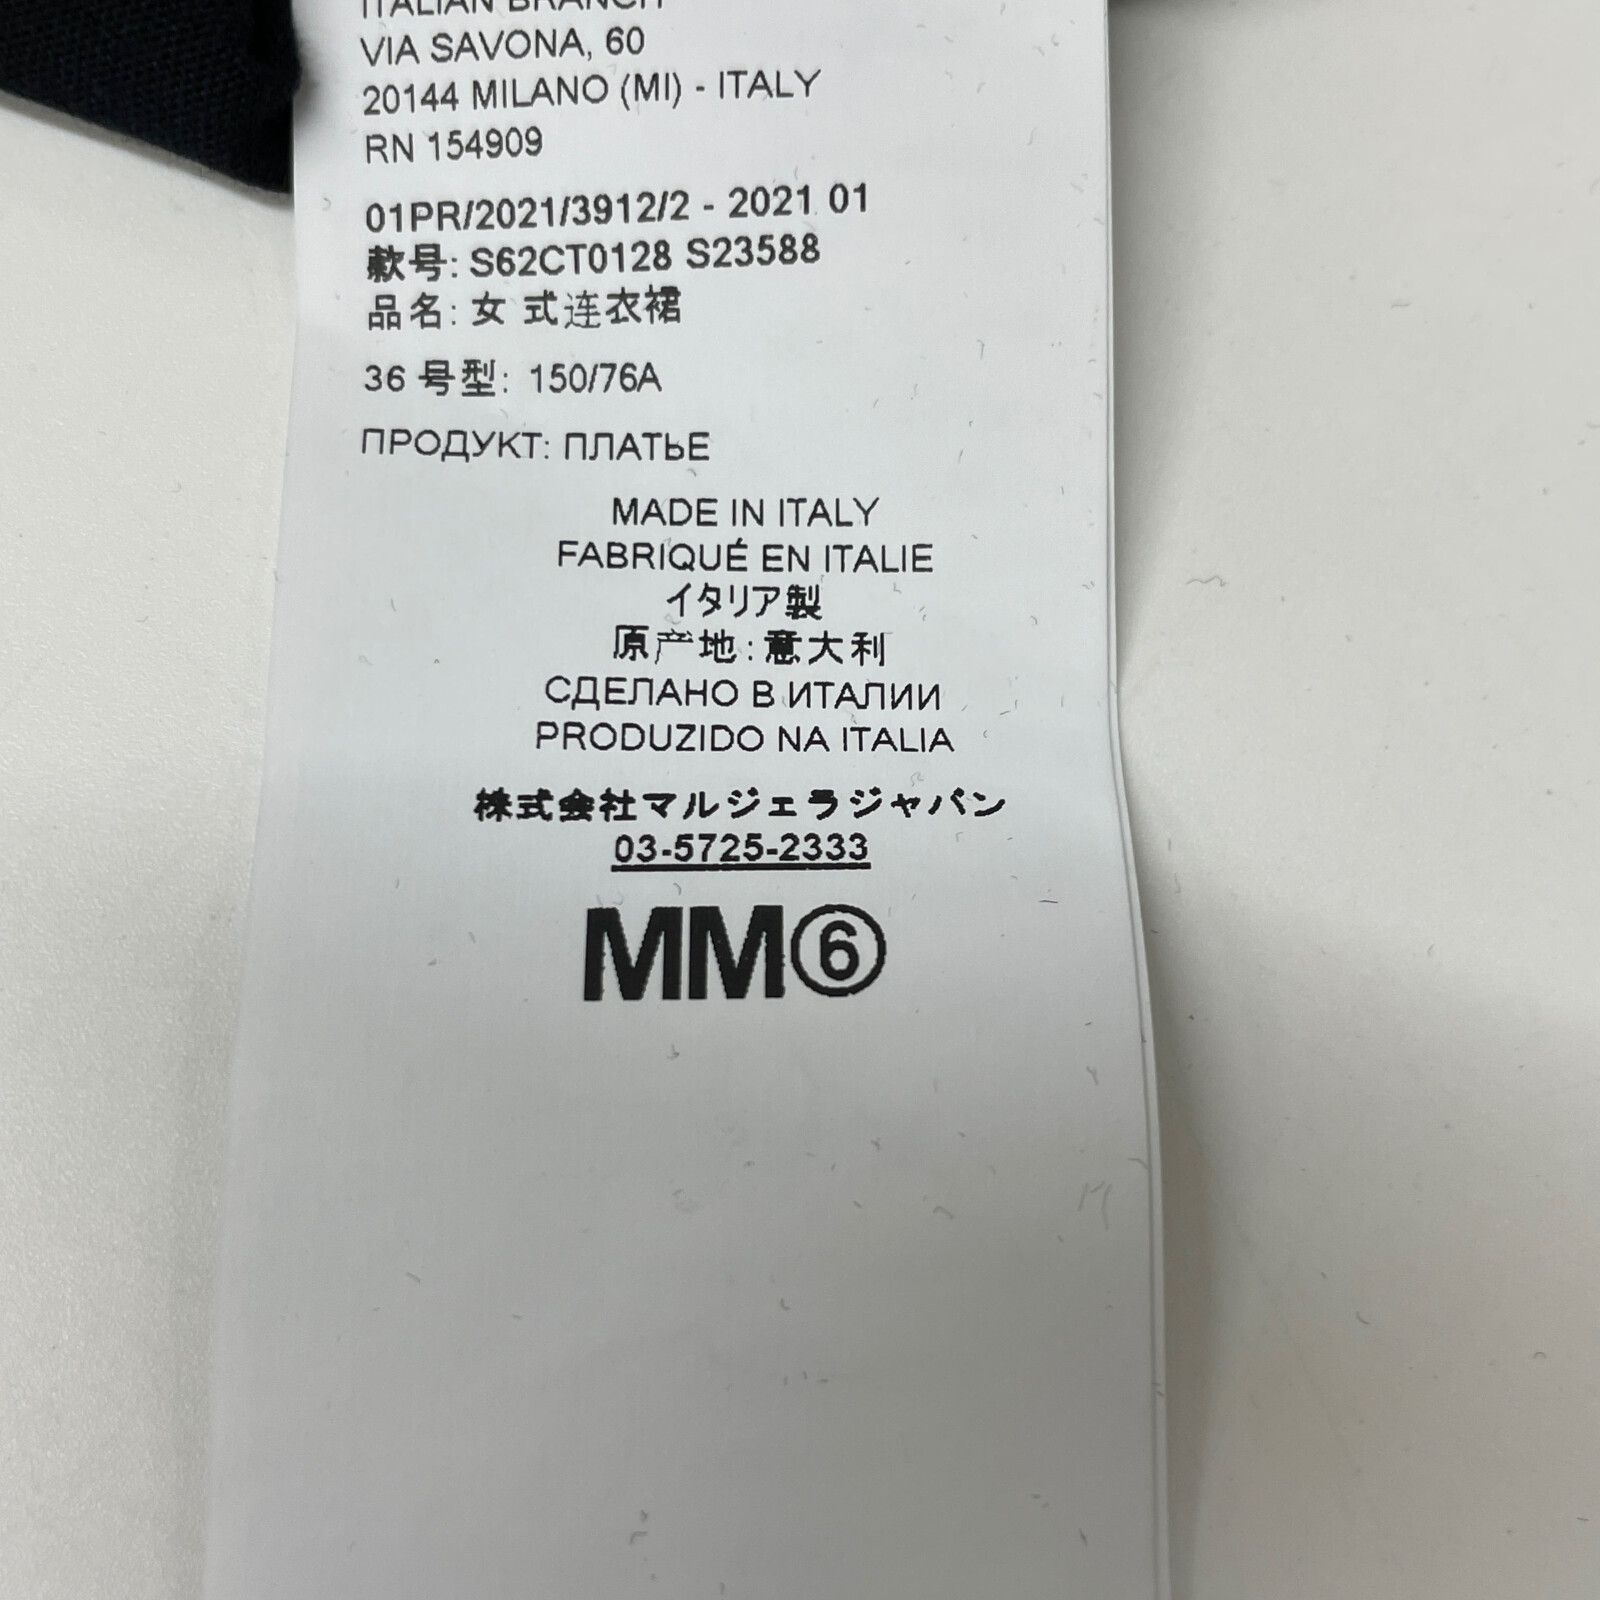 ITALIAN BRANCH
VIA SAVONA, 60
20144 MILANO (MI) - ITALY
RN 154909
01PR/2021/3912/2 - 2021 01
款号: S62CT0128 S23588
品名: 女 式连衣裙
36 号型: 150/76A
ПРОДУКТ: ПЛАТЬЕ
MADE IN ITALY
FABRIQUÉ EN ITALIE
イタリア製
原产地: 意大利
СДЕЛАНО В ИТАЛИИ
PRODUZIDO NA ITALIA
株式会社マルジェラジャパン
03-5725-2333
MM⑥